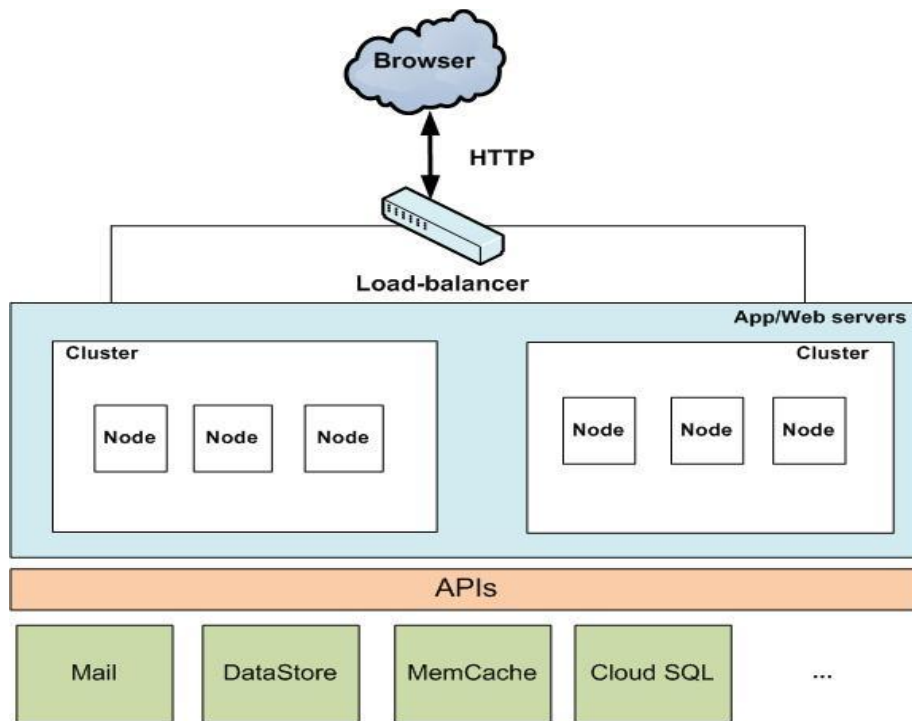 Browser
HTTP
Load-balancer
App/Web servers
Cluster
Cluster
Node
Node
Node
Node
Node
Node
APIs
Mail
DataStore
MemCache
Cloud SQL
...